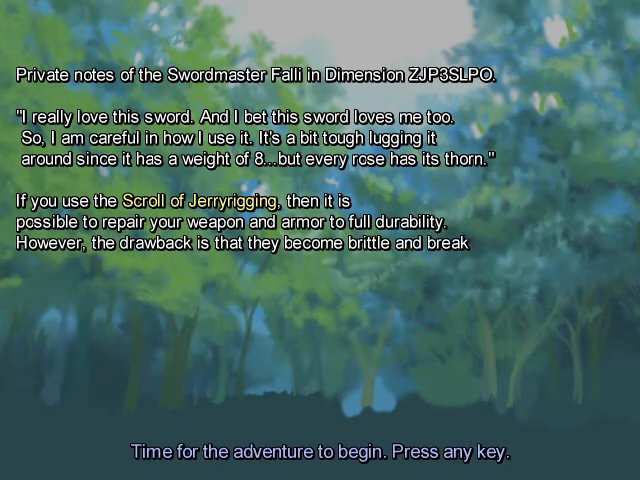 Private notes of the Swordmaster Falli in Dimension ZJP3SLPO.
"I really love this sword. And I bet this sword loves me too.
So, I am careful in how I use it. It's a bit tough lugging it
around since it has a weight of 8...but every rose has its thorn."
If you use the Scroll of Jerryrigging, then it is
possible to repair your weapon and armor to full durability.
However, the drawback is that they become brittle and break
Time for the adventure to begin. Press any key.